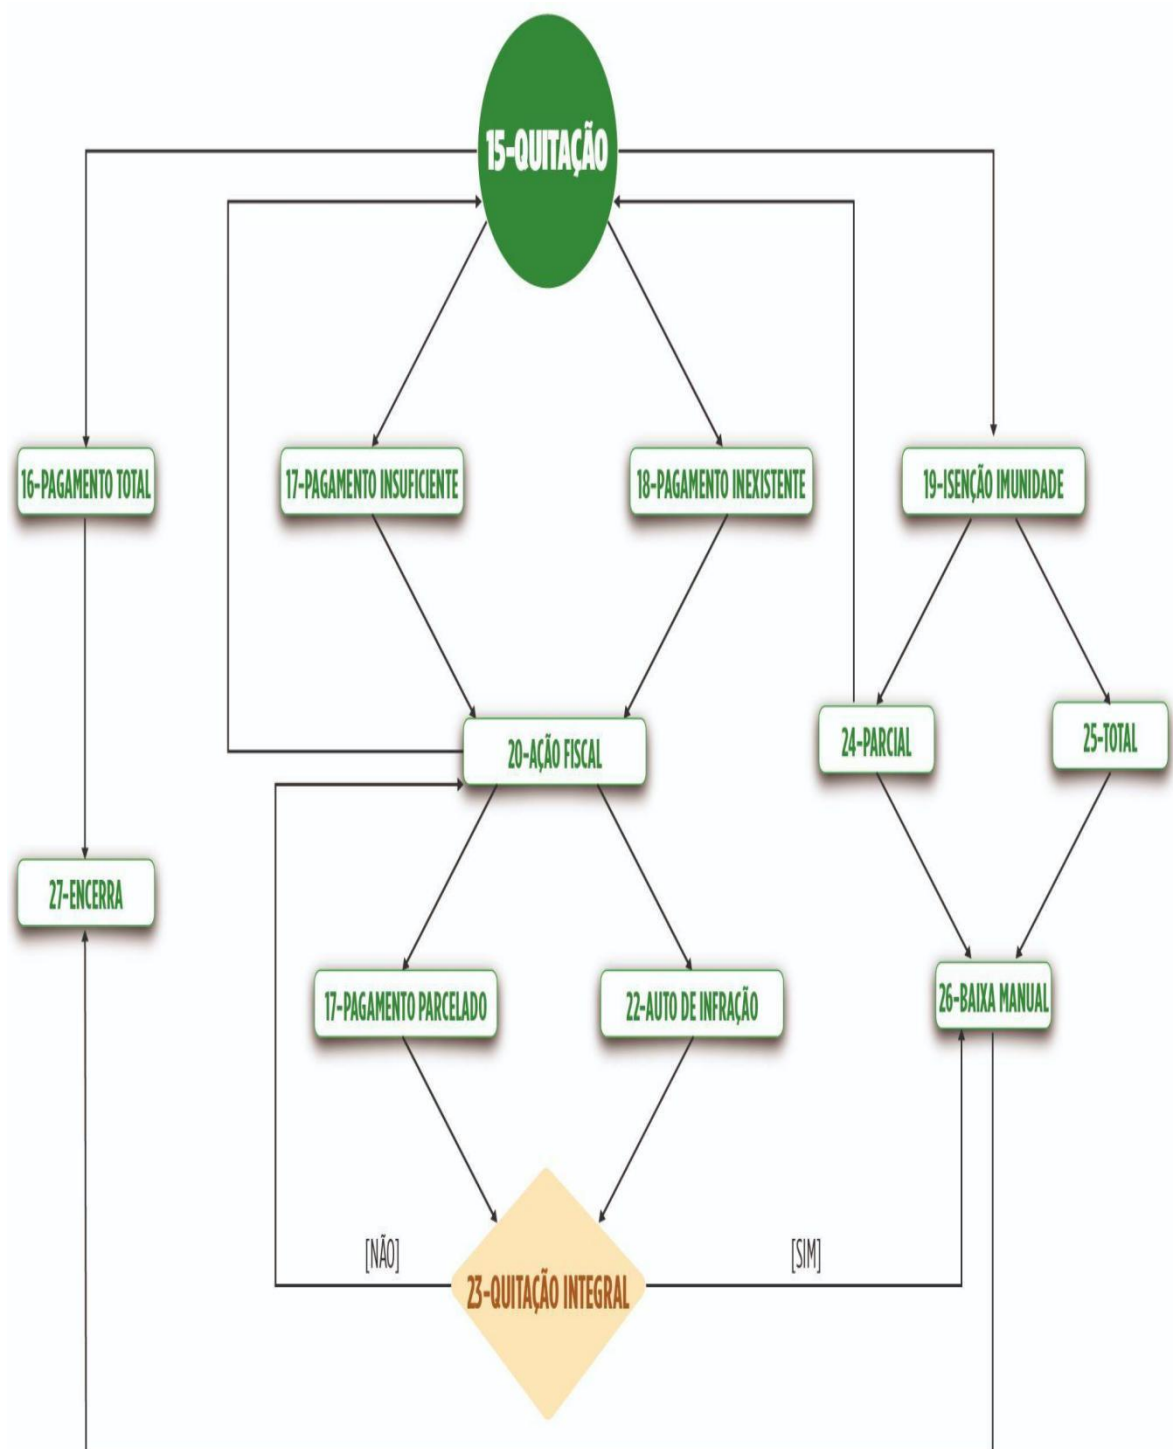 15-QUITAÇÃO
16-PAGAMENTO TOTAL
17-PAGAMENTO INSUFICIENTE
18-PAGAMENTO INEXISTENTE
19-ISENÇÃO IMUNIDADE
20-AÇÃO FISCAL
24-PARCIAL
25-TOTAL
27-ENCERRA
17-PAGAMENTO PARCELADO
22-AUTO DE INFRAÇÃO
26-BAIXA MANUAL
[NÃO]
[SIM]
23-QUITAÇÃO INTEGRAL